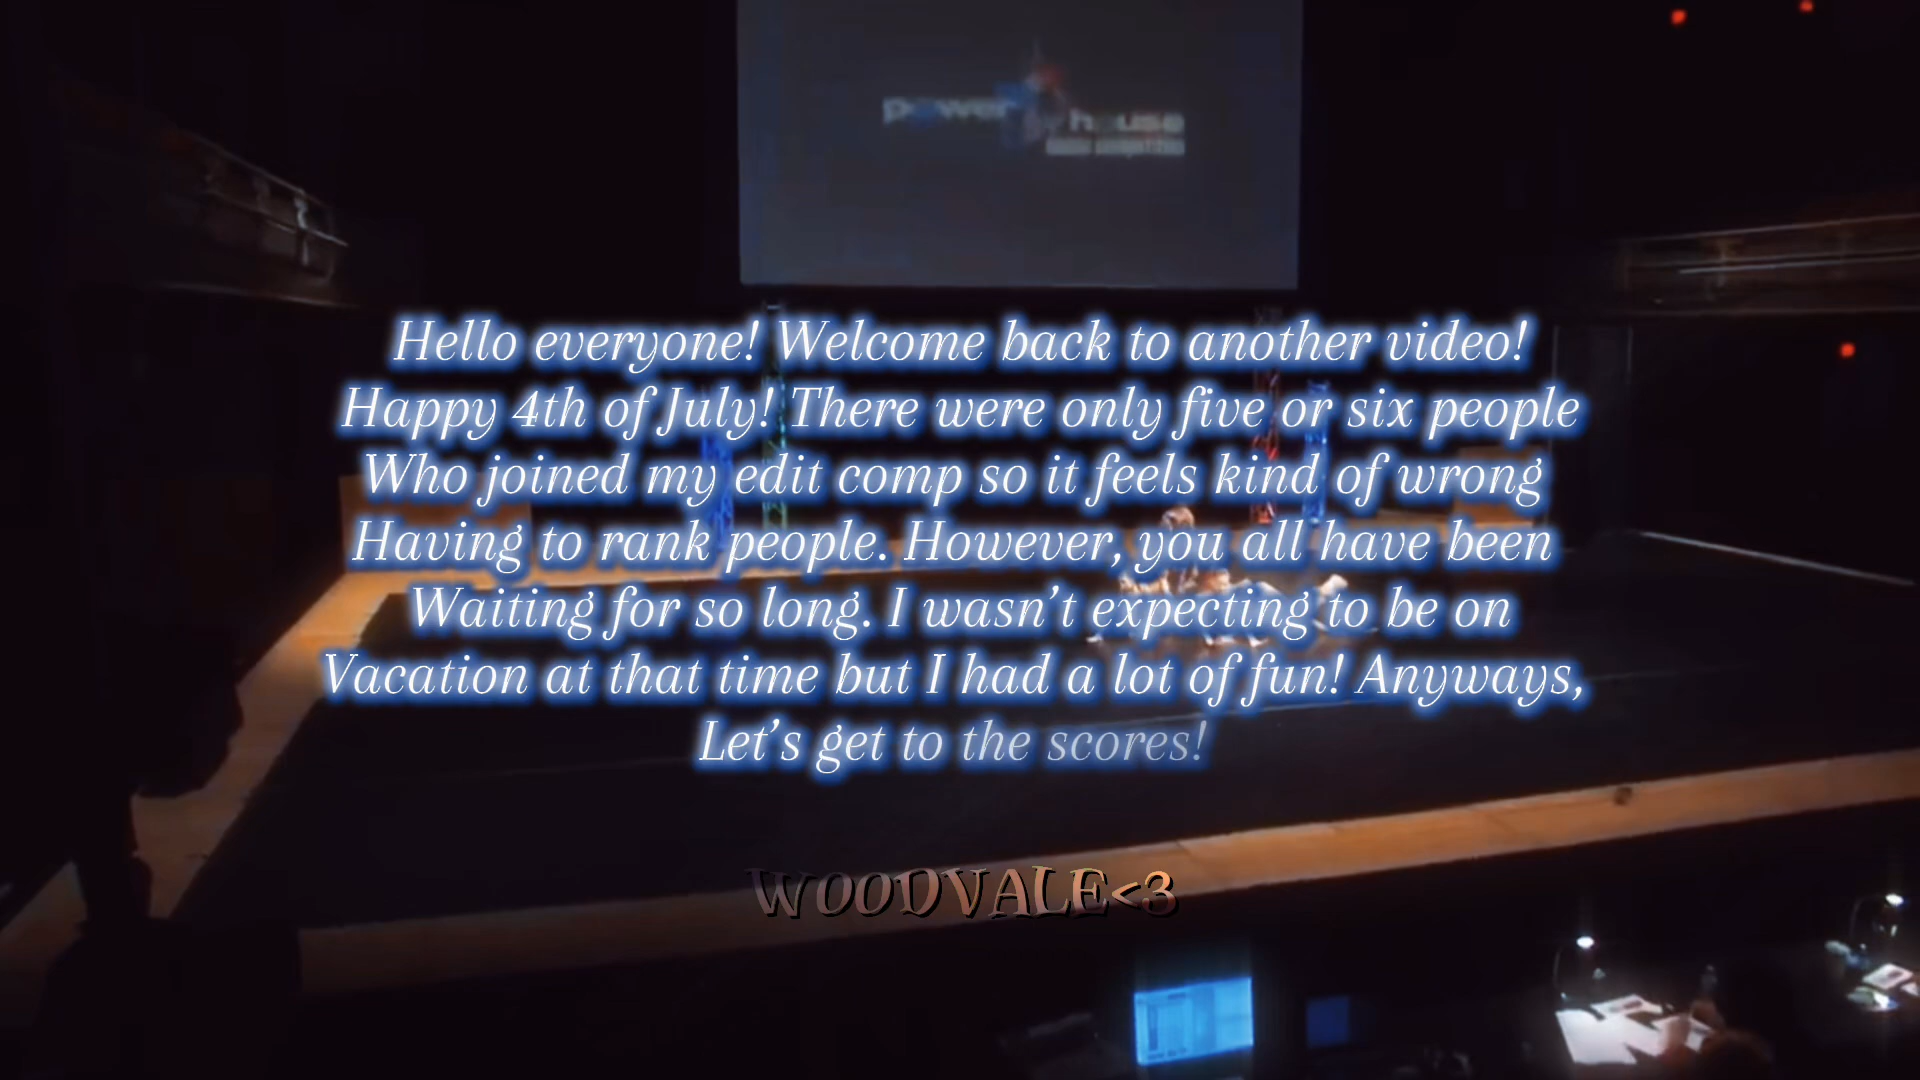 power house
Hello everyone! Welcome back to another video!
Happy 4th of July! There were only five or six people
Who joined my edit comp so it feels kind of wrong
Having to rank people. However, you all have been
Waiting for so long. I wasn't expecting to be on
Vacation at that time but I had a lot of fun! Anyways,
Let's get to the scores!
WOODVALE<3